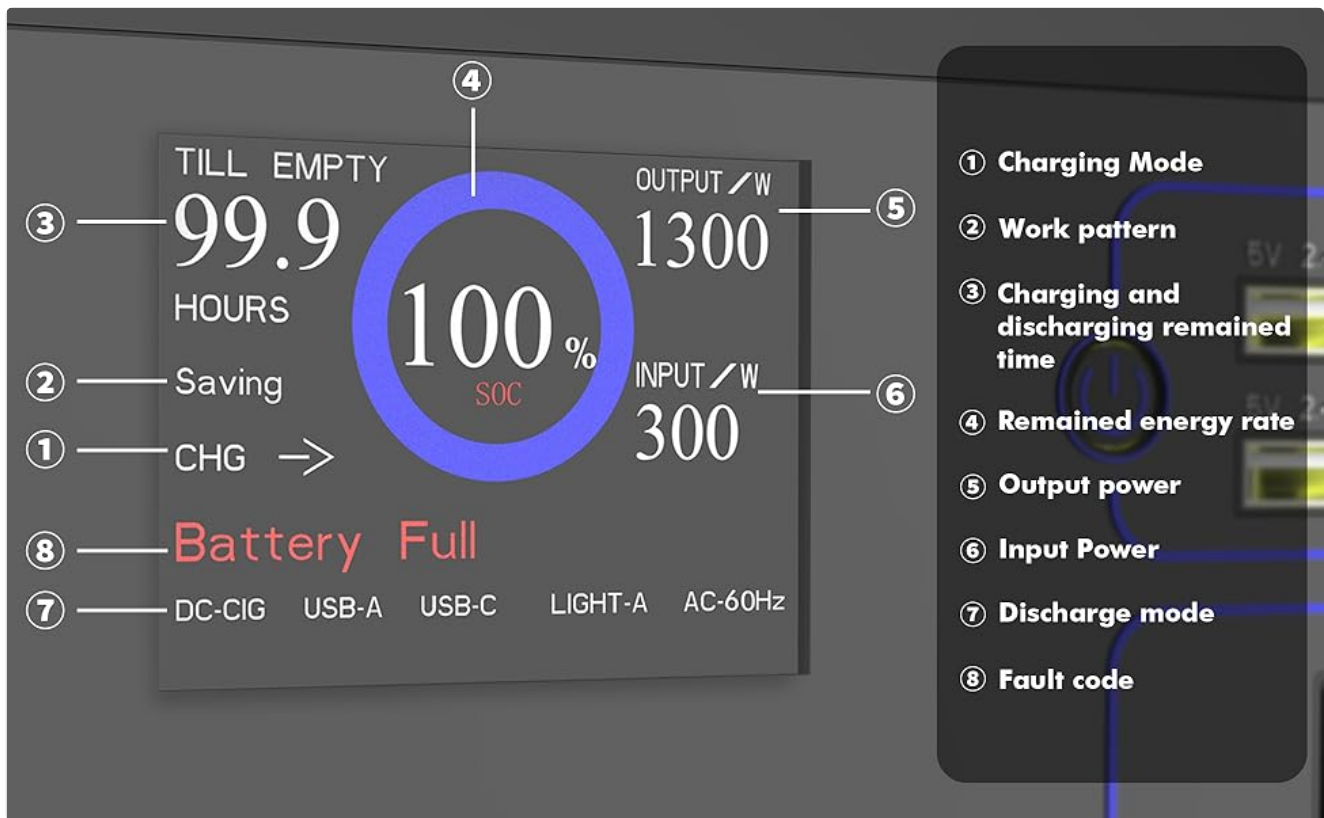 ④
TILL EMPTY
③ 99.9
HOURS
② Saving
① CHG →
100 %
SOC
OUTPUT/W
1300 ⑤
INPUT/W
300 ⑥
⑧ Battery Full
⑦ DC-CIG USB-A USB-C LIGHT-A AC-60Hz
① Charging Mode
② Work pattern
③ Charging and
discharging remained
time
④ Remained energy rate
⑤ Output power
⑥ Input Power
⑦ Discharge mode
⑧ Fault code
5V